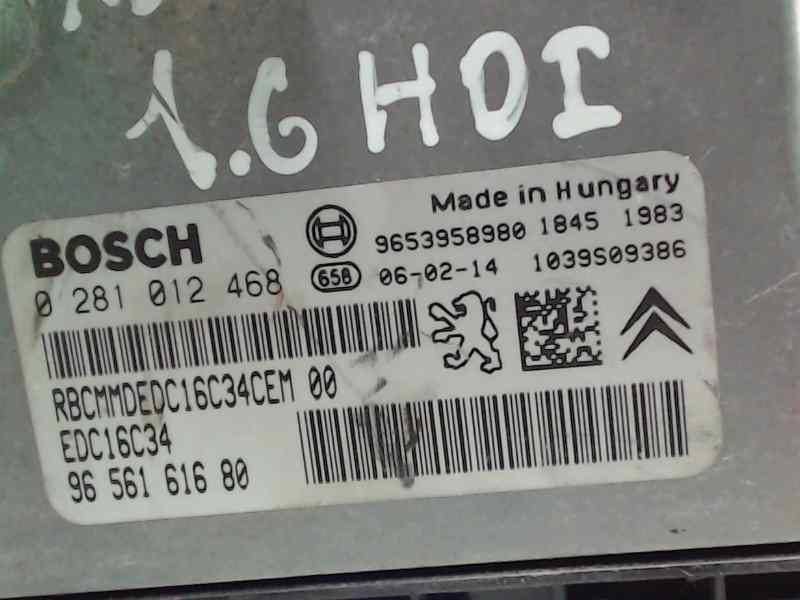 1.6 HDI
Made in Hungary
BOSCH
9653958980 1845 1983
0 281 012 468
658 06-02-14 1039S09386
RBCMMDEDC16C34CEM 00
EDC16C34
96 561 616 80